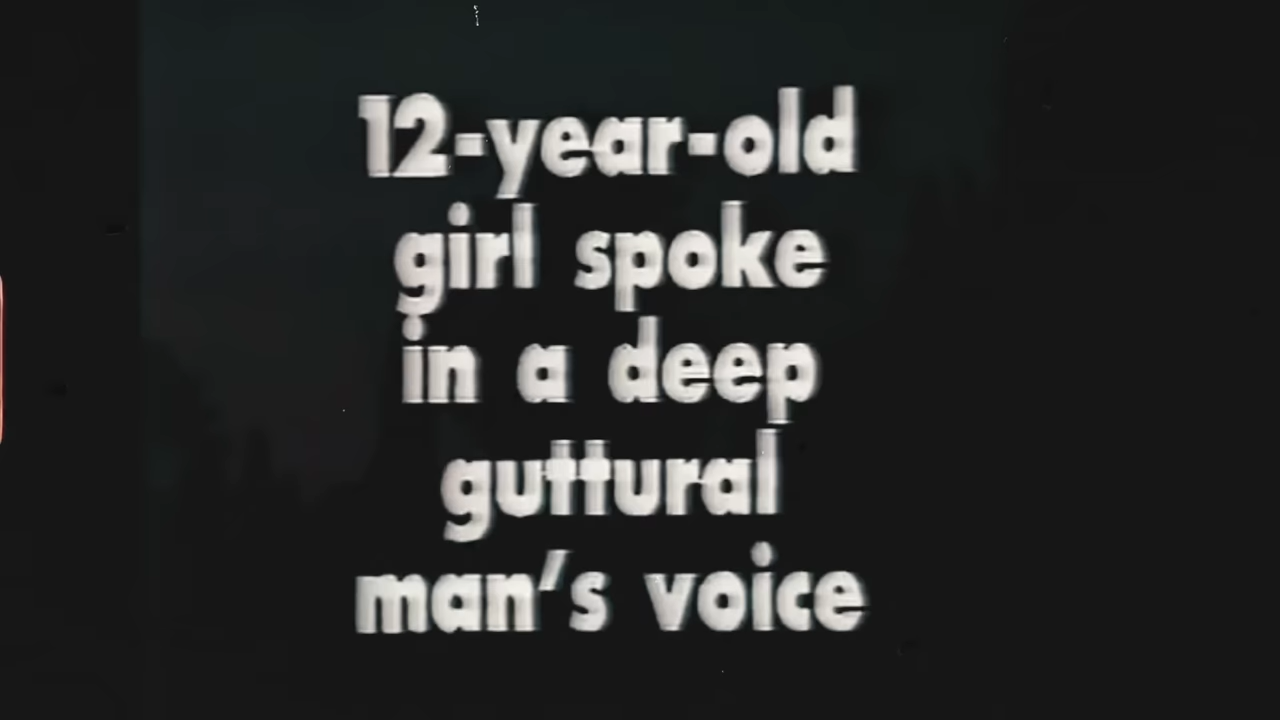 12-year-old
girl spoke
in a deep
guttural
man's voice